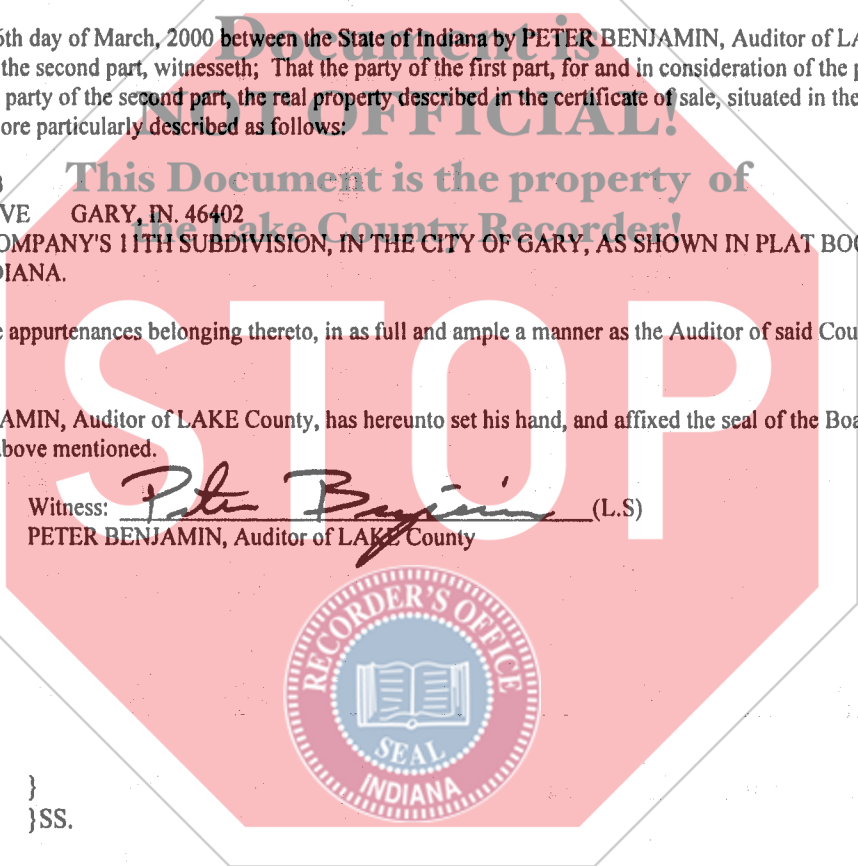 Document is
6th day of March, 2000 between the State of Indiana by PETER BENJAMIN, Auditor of LA
the second part, witnesseth; That the party of the first part, for and in consideration of the p
NOT OFFICIAL!
party of the second part, the real property described in the certificate of sale, situated in the
ore particularly described as follows:
This Document is the property of
VE GARY, IN. 46402
the Lake County Recorder!
OMPANY'S 11TH SUBDIVISION, IN THE CITY OF GARY, AS SHOWN IN PLAT BOO
DIANA.
STOP
e appurtenances belonging thereto, in as full and ample a manner as the Auditor of said Cou
AMIN, Auditor of LAKE County, has hereunto set his hand, and affixed the seal of the Boa
bove mentioned.
Witness: Peter Benjamin (L.S)
PETER BENJAMIN, Auditor of LAKE County
RECORDER'S OFFICE
SEAL
INDIANA
}
}SS.